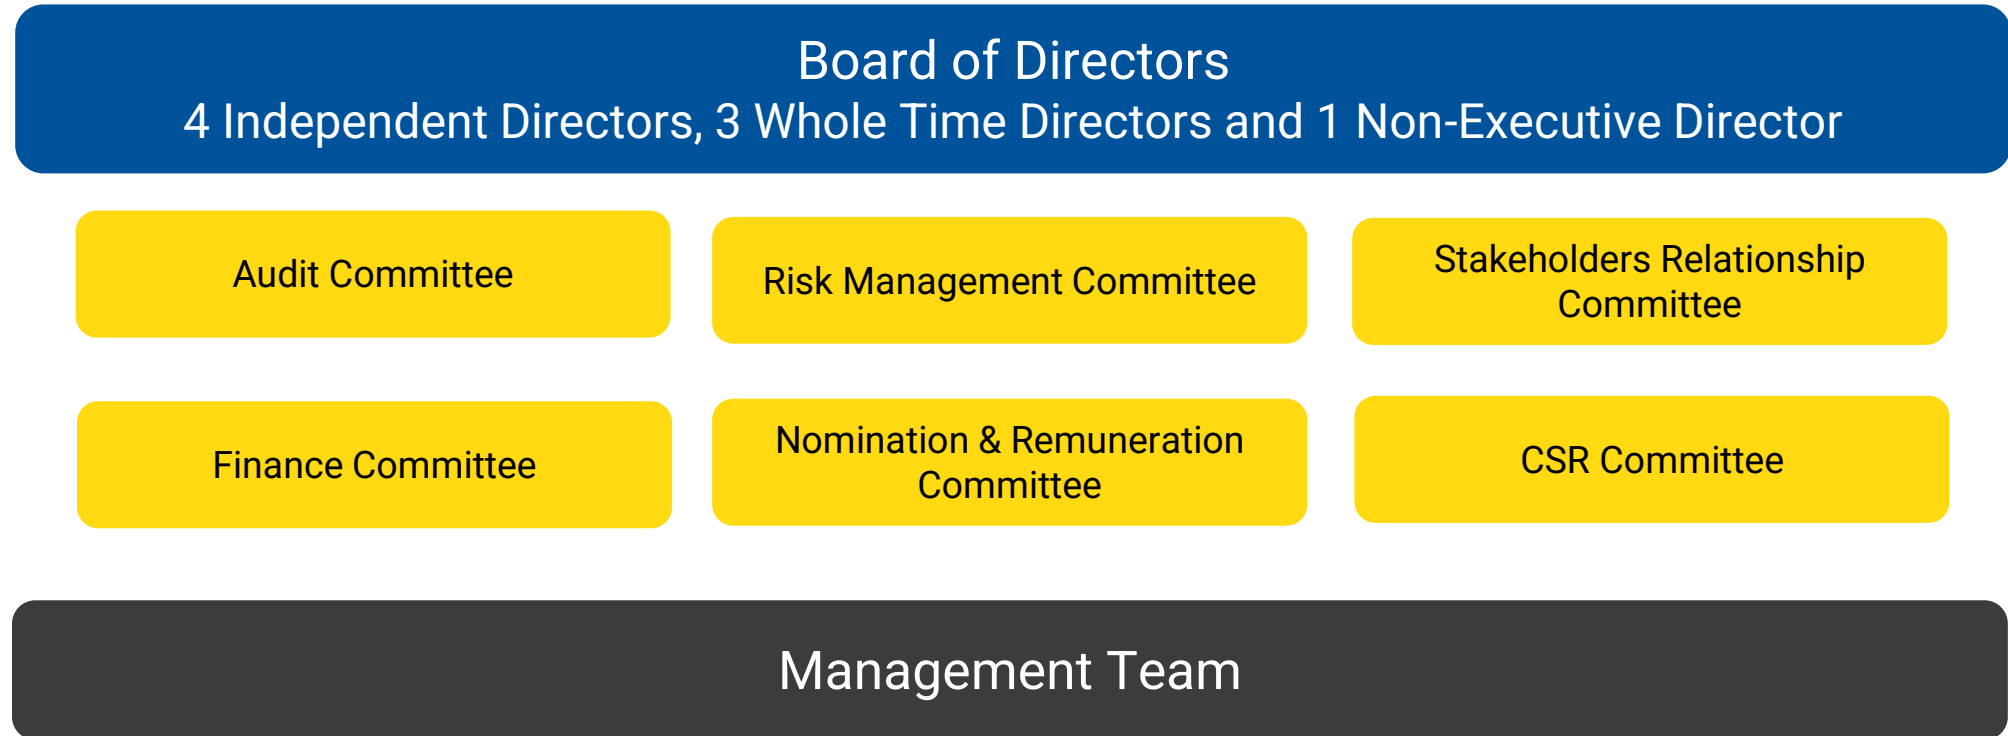 Board of Directors
4 Independent Directors, 3 Whole Time Directors and 1 Non-Executive Director
Audit Committee
Risk Management Committee
Stakeholders Relationship
Committee
Finance Committee
Nomination & Remuneration
Committee
CSR Committee
Management Team